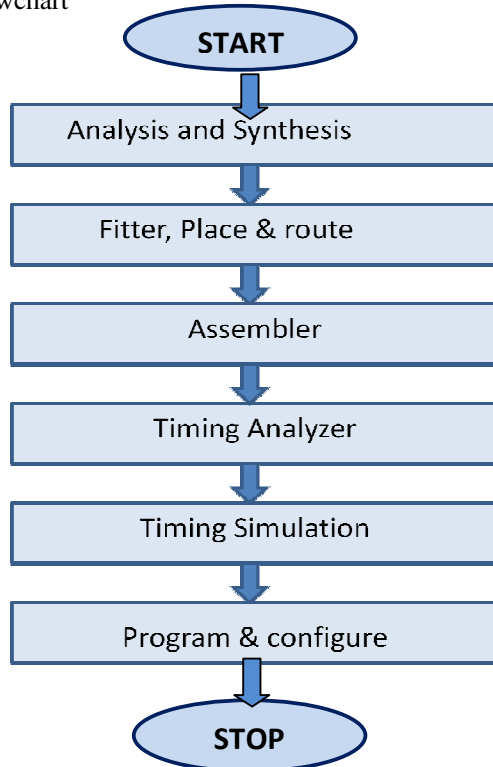 START
Analysis and Synthesis
Fitter, Place & route
Assembler
Timing Analyzer
Timing Simulation
Program & configure
STOP